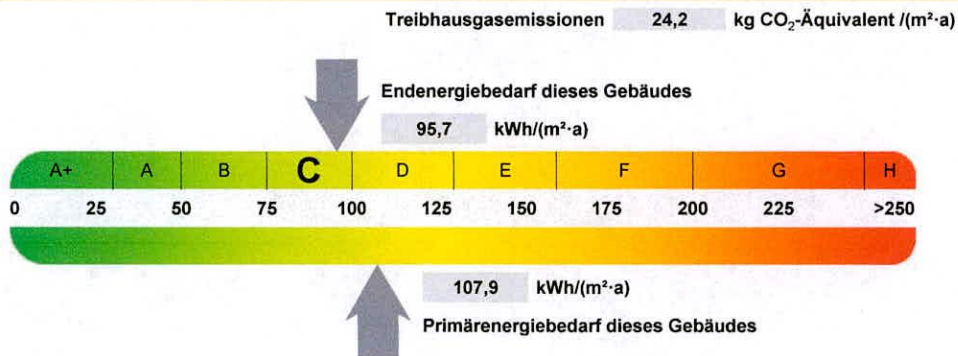 Treibhausgasemissionen 24,2 kg CO₂-Äquivalent /(m²·a)
Endenergiebedarf dieses Gebäudes
95,7 kWh/(m²·a)
A+ A B C D E F G H
0 25 50 75 100 125 150 175 200 225 >250
107,9 kWh/(m²·a)
Primärenergiebedarf dieses Gebäudes